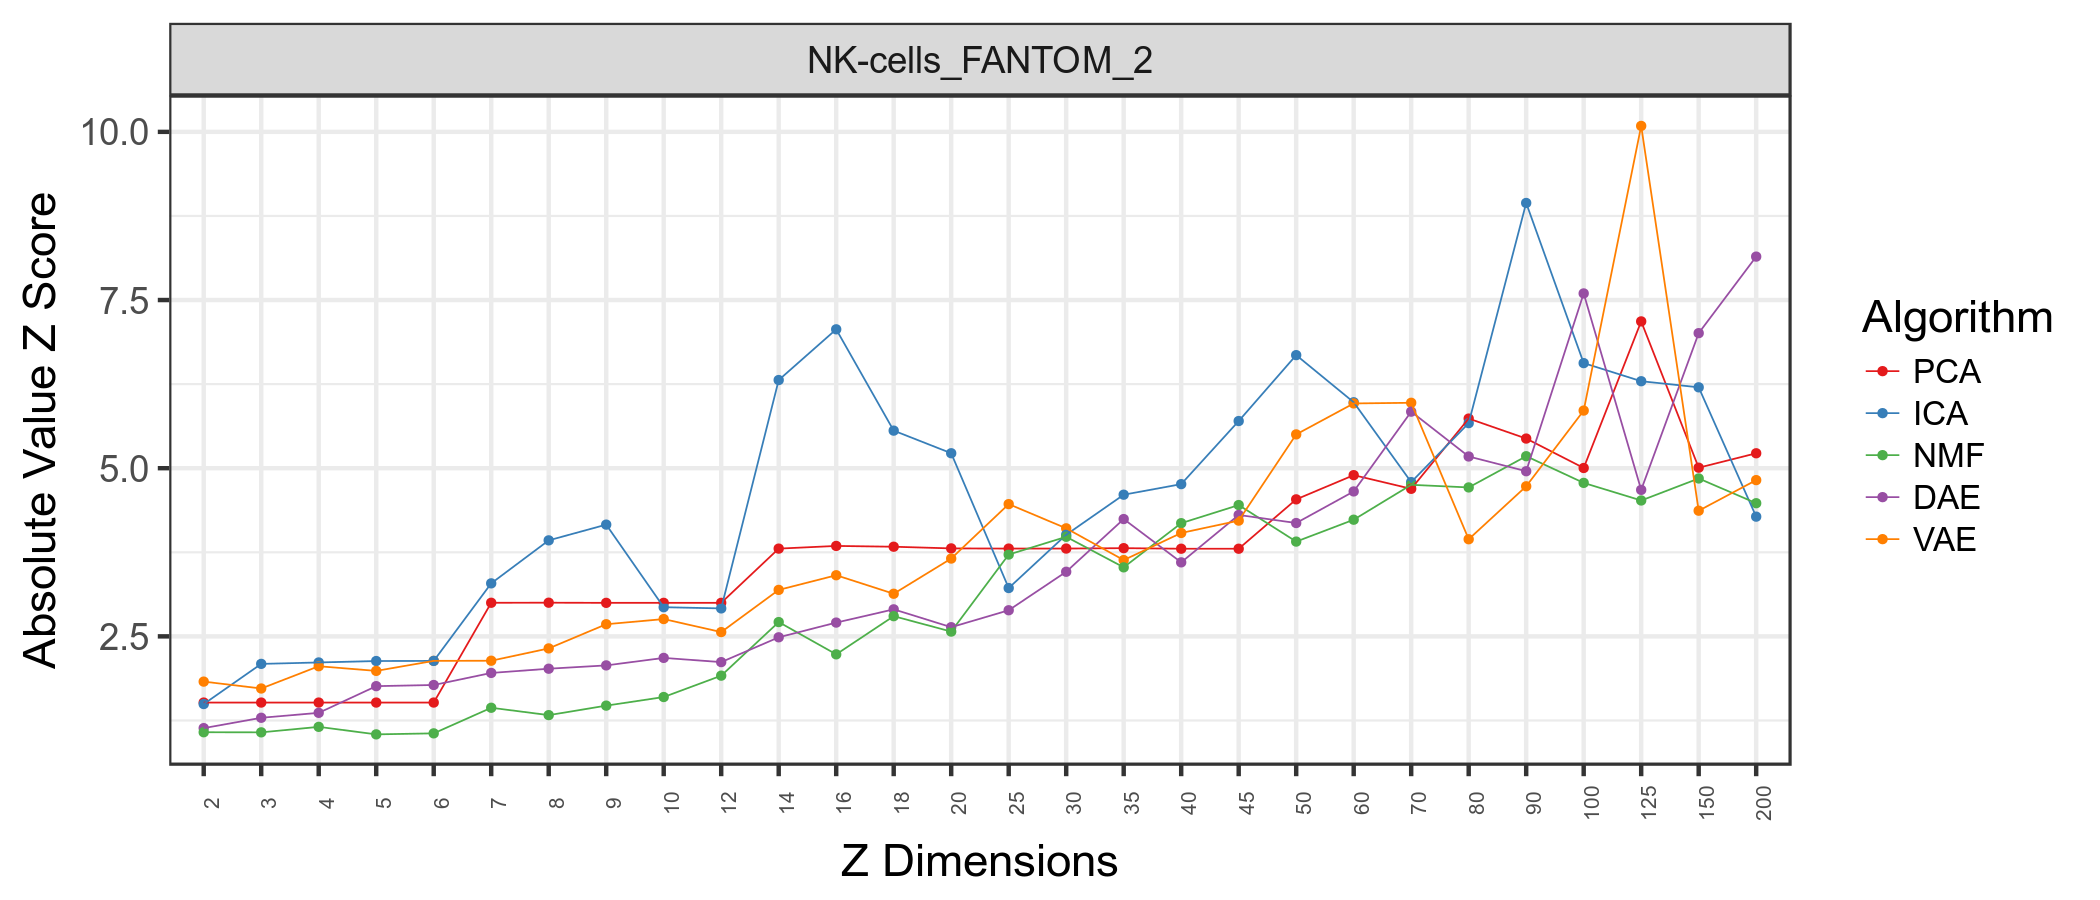 NK-cells_FANTOM_2
Absolute Value Z Score
10.0
7.5
5.0
2.5
2 3 4 5 6 7 8 9 10 12 14 16 18 20 25 30 35 40 45 50 60 70 80 90 100 125 150 200
Z Dimensions
Algorithm
PCA
ICA
NMF
DAE
VAE